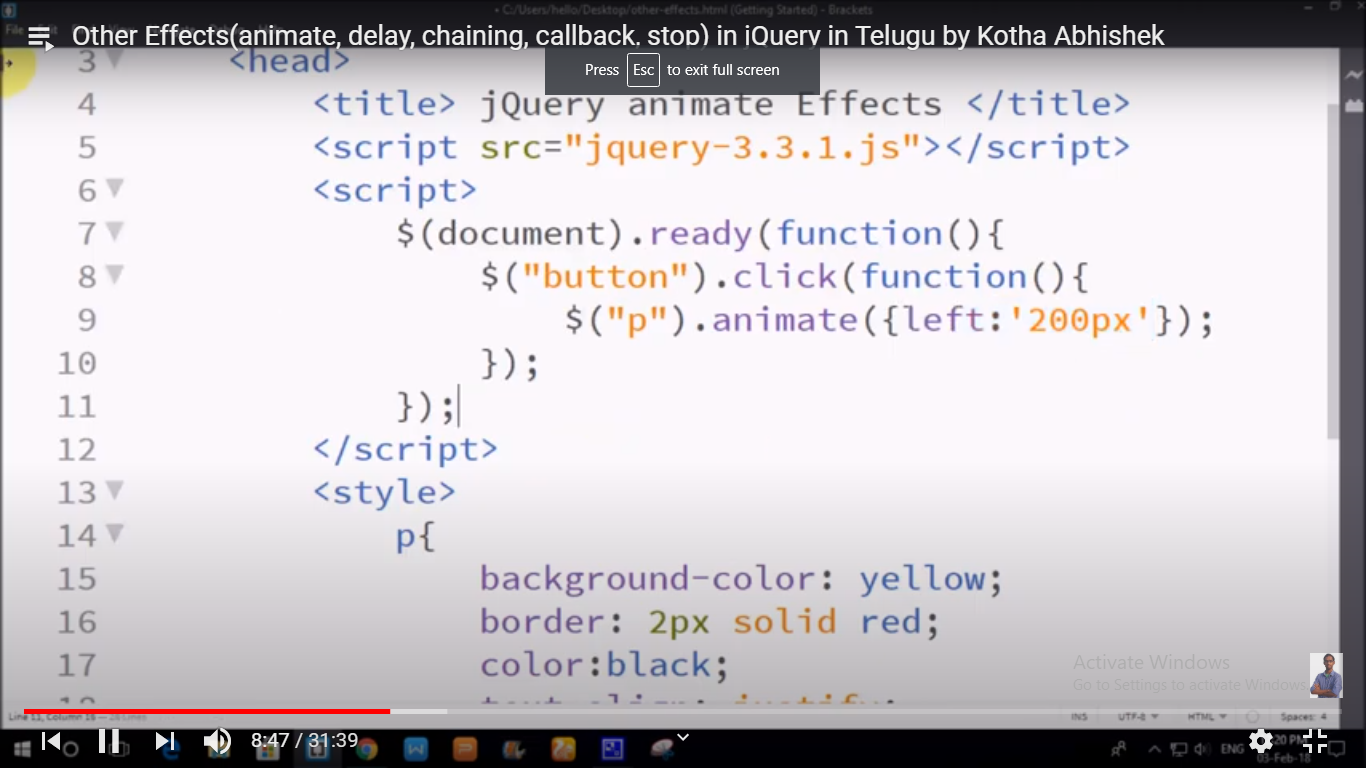 • C:/Users/hello/Desktop/other-effects.html (Getting Started) - Brackets
Other Effects(animate, delay, chaining, callback, stop) in jQuery in Telugu by Kotha Abhishek
Press Esc to exit full screen
3 <head>
4 <title> jQuery animate Effects </title>
5 <script src="jquery-3.3.1.js"></script>
6 <script>
7 $(document).ready(function(){
8 $("button").click(function(){
9 $("p").animate({left:'200px'});
10 });
11 });
12 </script>
13 <style>
14 p{
15 background-color: yellow;
16 border: 2px solid red;
17 color:black;
18 text-align: justify;
Activate Windows
Go to Settings to activate Windows.
Line 11, Column 16 — 28 Lines
INS UTF-8 HTML Spaces: 4
8:47 / 31:39
ENG
03-Feb-18